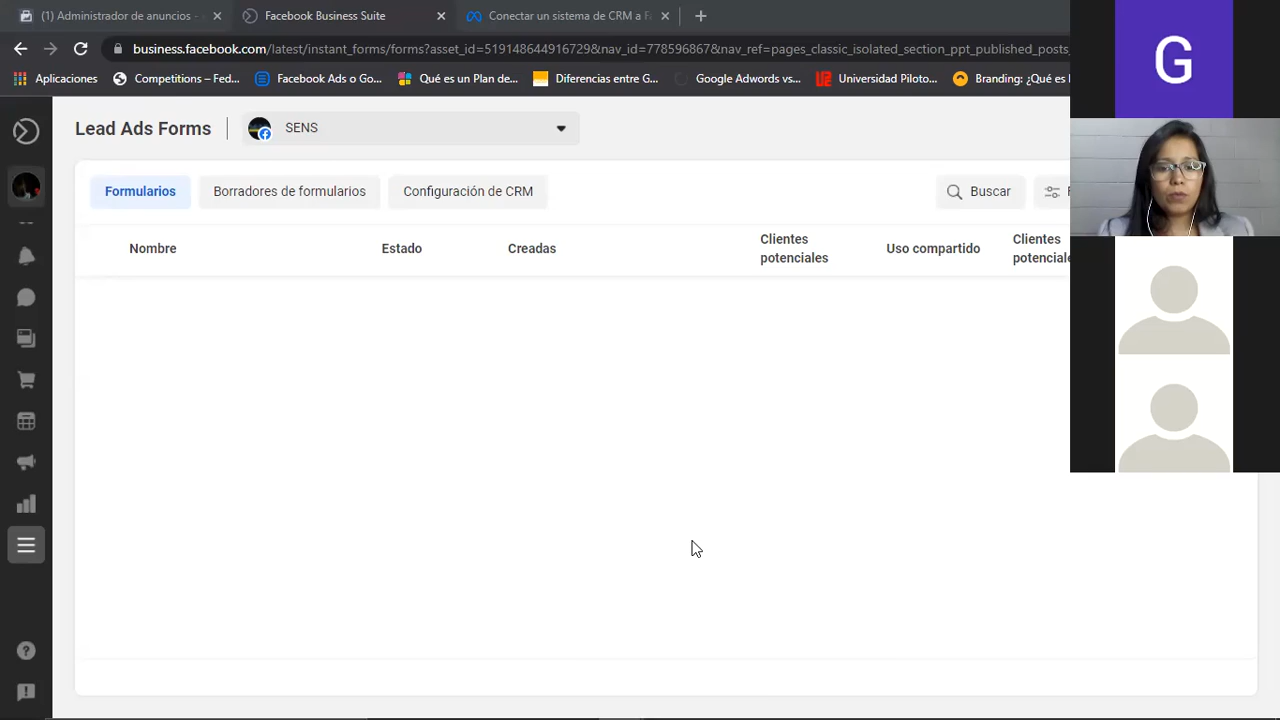 (1) Administrador de anuncios -
Facebook Business Suite
Conectar un sistema de CRM a F
business.facebook.com/latest/instant_forms/forms?asset_id=519148644916729&nav_id=778596867&nav_ref=pages_classic_isolated_section_ppt_published_posts_
Aplicaciones
Competitions – Fed...
Facebook Ads o Go...
Qué es un Plan de...
Diferencias entre G...
Google Adwords vs...
Universidad Piloto...
Branding: ¿Qué es
Lead Ads Forms
SENS
Formularios
Borradores de formularios
Configuración de CRM
Buscar
Nombre
Estado
Creadas
Clientes
potenciales
Uso compartido
Clientes
potenciale
G